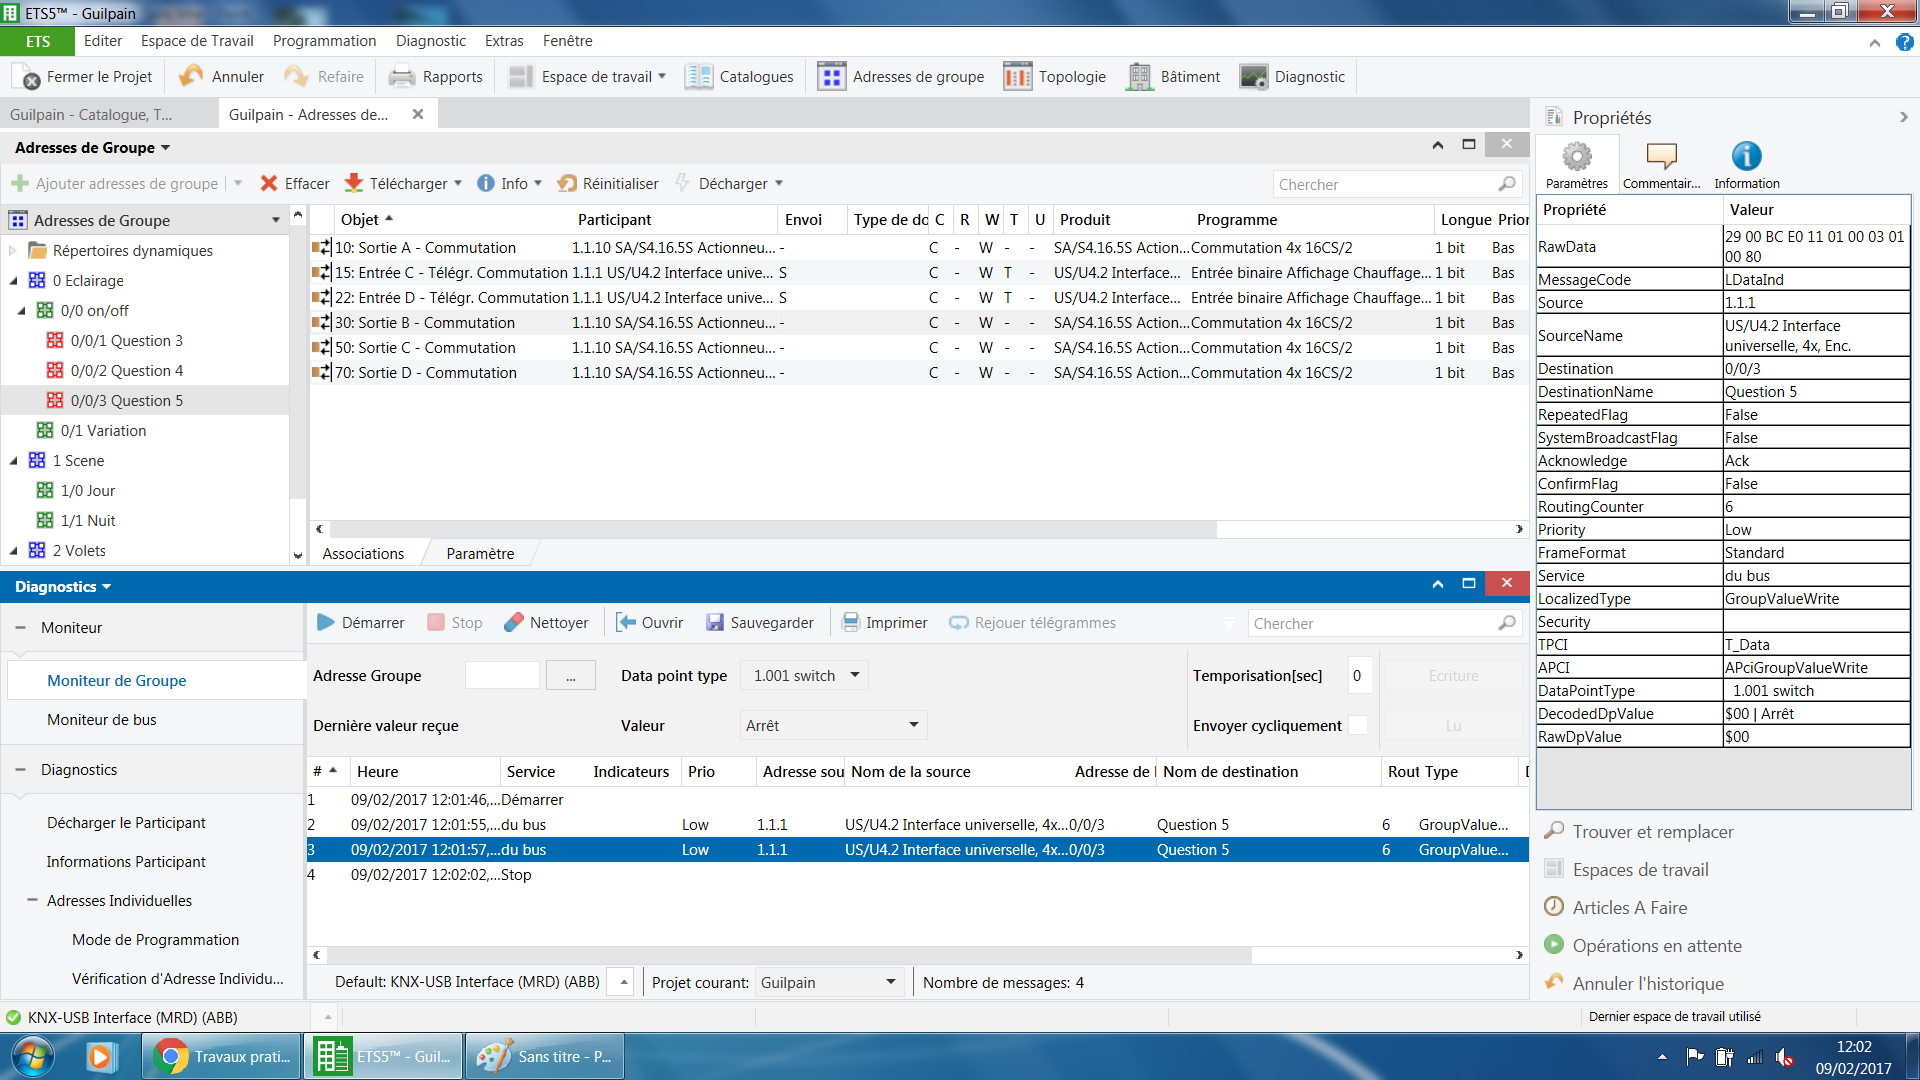 ETS5™ - Guilpain
ETS Editer Espace de Travail Programmation Diagnostic Extras Fenêtre
Fermer le Projet Annuler Refaire Rapports Espace de travail Catalogues Adresses de groupe Topologie Bâtiment Diagnostic
Guilpain - Catalogue, T... Guilpain - Adresses de...
Adresses de Groupe
Ajouter adresses de groupe Effacer Télécharger Info Réinitialiser Décharger Chercher
Adresses de Groupe
Répertoires dynamiques
0 Eclairage
0/0 on/off
0/0/1 Question 3
0/0/2 Question 4
0/0/3 Question 5
0/1 Variation
1 Scene
1/0 Jour
1/1 Nuit
2 Volets
Objet Participant Envoi Type de do C R W T U Produit Programme Longue Prior
10: Sortie A - Commutation 1.1.10 SA/S4.16.5S Actionneu... - C - W - - SA/S4.16.5S Action... Commutation 4x 16CS/2 1 bit Bas
15: Entrée C - Télégr. Commutation 1.1.1 US/U4.2 Interface unive... S C - W T - US/U4.2 Interface... Entrée binaire Affichage Chauffage... 1 bit Bas
22: Entrée D - Télégr. Commutation 1.1.1 US/U4.2 Interface unive... S C - W T - US/U4.2 Interface... Entrée binaire Affichage Chauffage... 1 bit Bas
30: Sortie B - Commutation 1.1.10 SA/S4.16.5S Actionneu... - C - W - - SA/S4.16.5S Action... Commutation 4x 16CS/2 1 bit Bas
50: Sortie C - Commutation 1.1.10 SA/S4.16.5S Actionneu... - C - W - - SA/S4.16.5S Action... Commutation 4x 16CS/2 1 bit Bas
70: Sortie D - Commutation 1.1.10 SA/S4.16.5S Actionneu... - C - W - - SA/S4.16.5S Action... Commutation 4x 16CS/2 1 bit Bas
Associations Paramètre
Diagnostics
Moniteur
Moniteur de Groupe
Moniteur de bus
Diagnostics
Décharger le Participant
Informations Participant
Adresses Individuelles
Mode de Programmation
Vérification d'Adresse Individu...
Démarrer Stop Nettoyer Ouvrir Sauvegarder Imprimer Rejouer télégrammes Chercher
Adresse Groupe ... Data point type 1.001 switch Temporisation[sec] 0 Ecriture
Dernière valeur reçue Valeur Arrêt Envoyer cycliquement Lu
# Heure Service Indicateurs Prio Adresse sou Nom de la source Adresse de Nom de destination Rout Type
1 09/02/2017 12:01:46,... Démarrer
2 09/02/2017 12:01:55,... du bus Low 1.1.1 US/U4.2 Interface universelle, 4x... 0/0/3 Question 5 6 GroupValue...
3 09/02/2017 12:01:57,... du bus Low 1.1.1 US/U4.2 Interface universelle, 4x... 0/0/3 Question 5 6 GroupValue...
4 09/02/2017 12:02:02,... Stop
Default: KNX-USB Interface (MRD) (ABB) Projet courant: Guilpain Nombre de messages: 4
Propriétés
Paramètres Commentair... Information
Propriété Valeur
RawData 29 00 BC E0 11 01 00 03 01
00 80
MessageCode LDataInd
Source 1.1.1
SourceName US/U4.2 Interface
universelle, 4x, Enc.
Destination 0/0/3
DestinationName Question 5
RepeatedFlag False
SystemBroadcastFlag False
Acknowledge Ack
ConfirmFlag False
RoutingCounter 6
Priority Low
FrameFormat Standard
Service du bus
LocalizedType GroupValueWrite
Security
TPCI T_Data
APCI APciGroupValueWrite
DataPointType 1.001 switch
DecodedDpValue $00 | Arrêt
RawDpValue $00
Trouver et remplacer
Espaces de travail
Articles A Faire
Opérations en attente
Annuler l'historique
KNX-USB Interface (MRD) (ABB) Dernier espace de travail utilisé
Travaux prati... ETS5™ - Guil... Sans titre - P... 12:02
09/02/2017